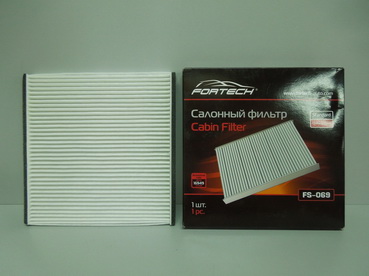 FORTECH
Салонный фильтр
Cabin Filter
1 шт.
1 pc.
FS-069